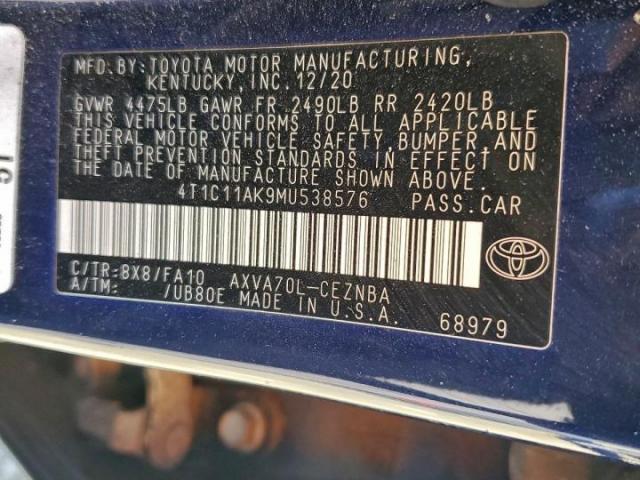 MFD.BY:TOYOTA MOTOR MANUFACTURING,
KENTUCKY,INC.12/20
GVWR 4475LB GAWR FR 2490LB RR 2420LB
THIS VEHICLE CONFORMS TO ALL APPLICABLE
FEDERAL MOTOR VEHICLE SAFETY,BUMPER,AND
THEFT PREVENTION STANDARDS IN EFFECT ON
THE DATE OF MANUFACTURE SHOWN ABOVE.
4T1C11AK9MU538576 PASS.CAR
C/TR:8X8/FA10 AXVA70L-CEZNBA
A/TM: /UB80E MADE IN U.S.A.
68979